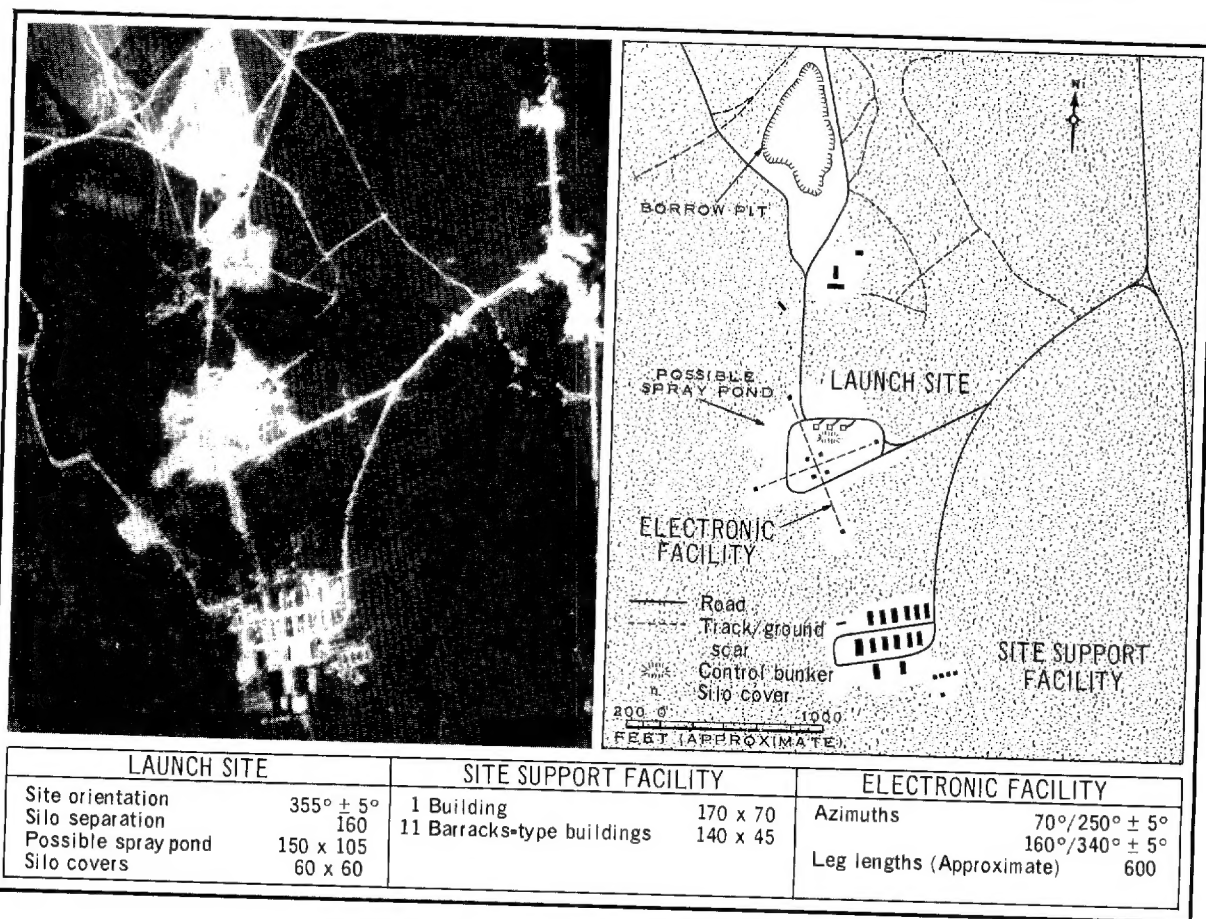 N
BORROW PIT
POSSIBLE
SPRAY POND
LAUNCH SITE
ELECTRONIC
FACILITY
Road
Track/ground
scar
Control bunker
Silo cover
SITE SUPPORT
FACILITY
200 0 1000
FEET (APPROXIMATE)
LAUNCH SITE
Site orientation 355° ± 5°
Silo separation 160
Possible spray pond 150 x 105
Silo covers 60 x 60
SITE SUPPORT FACILITY
1 Building 170 x 70
11 Barracks-type buildings 140 x 45
ELECTRONIC FACILITY
Azimuths 70°/250° ± 5°
160°/340° ± 5°
Leg lengths (Approximate) 600